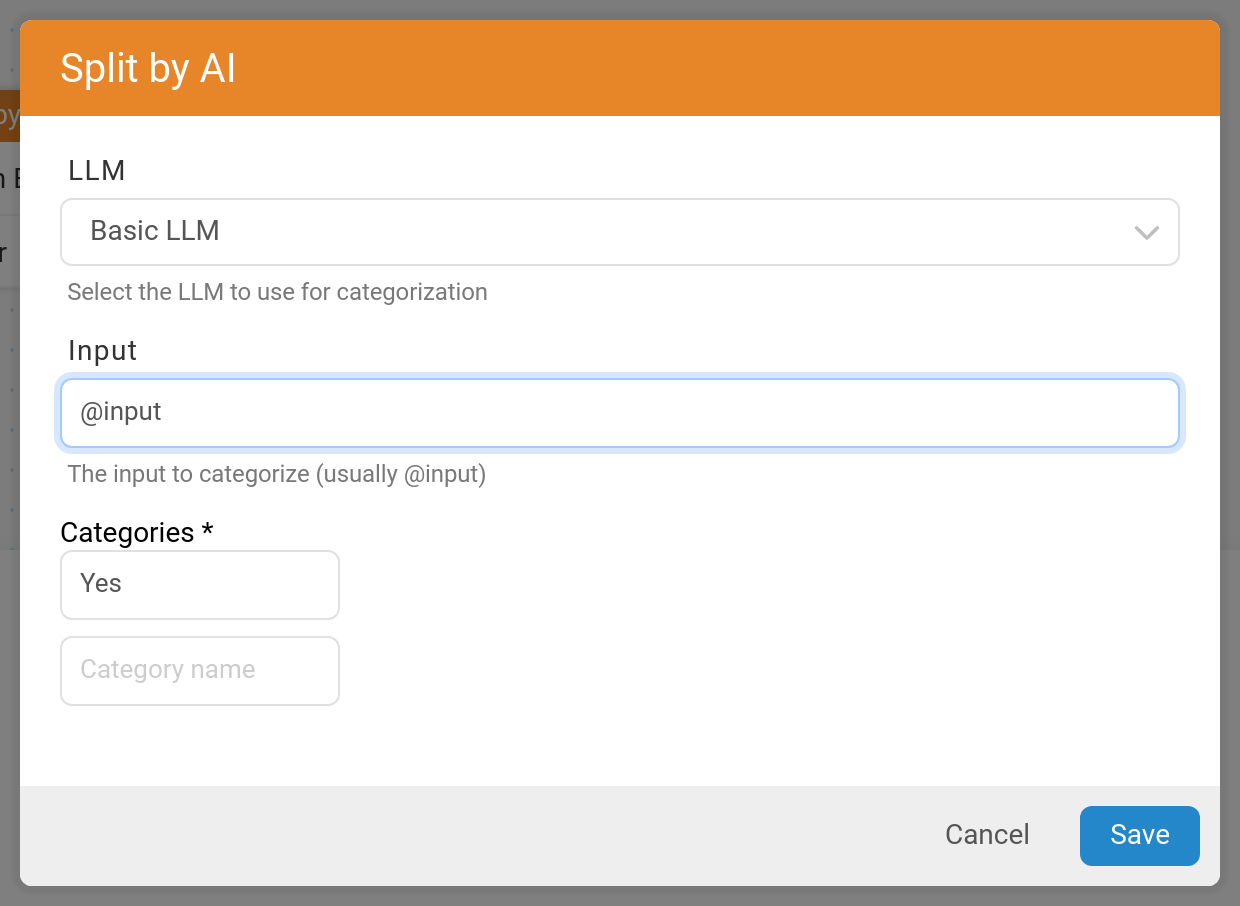 Split by AI
LLM
Basic LLM
Select the LLM to use for categorization
Input
@input
The input to categorize (usually @input)
Categories *
Yes
Category name
Cancel
Save